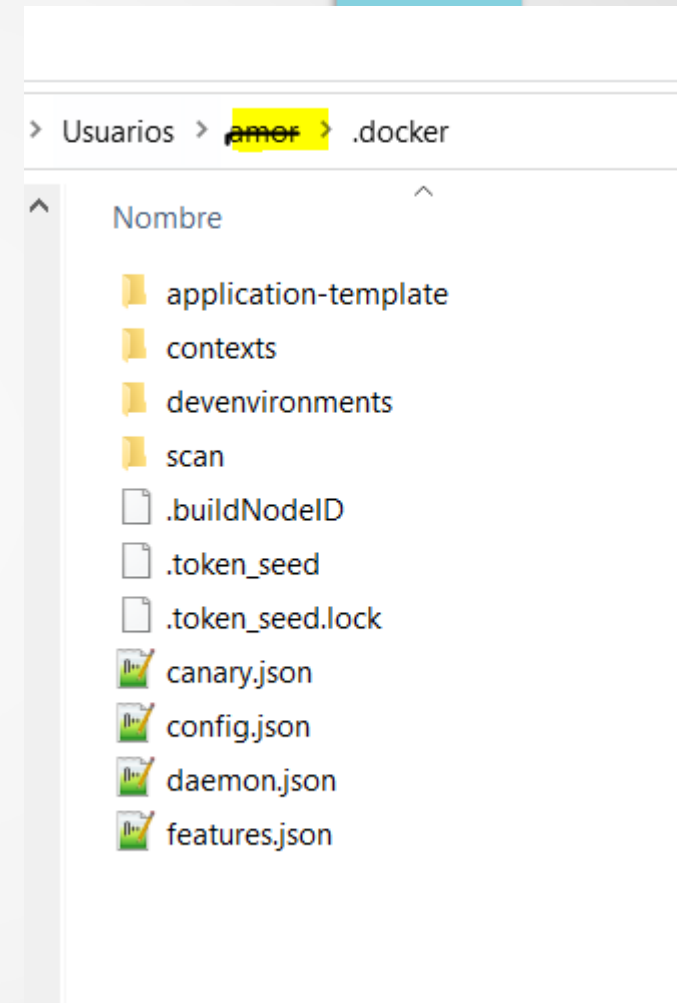 > Usuarios > amor > .docker
Nombre
application-template
contexts
devenvironments
scan
.buildNodeID
.token_seed
.token_seed.lock
canary.json
config.json
daemon.json
features.json